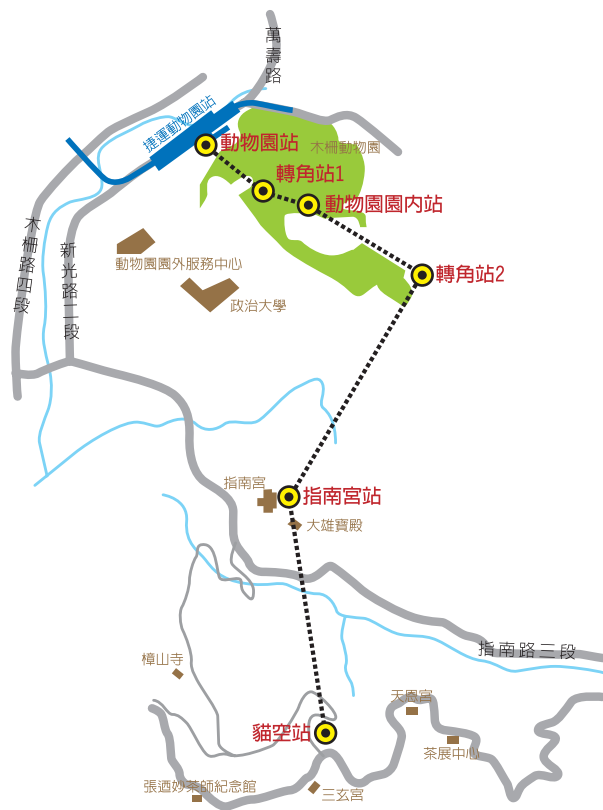 萬壽路
捷運動物園站
動物園站
木柵動物園
轉角站1
動物園園內站
木柵路四段
新光路二段
動物園園外服務中心
轉角站2
政治大學
指南宮
指南宮站
大雄寶殿
指南路三段
樟山寺
天恩宮
貓空站
茶展中心
張迺妙茶師紀念館
三玄宮